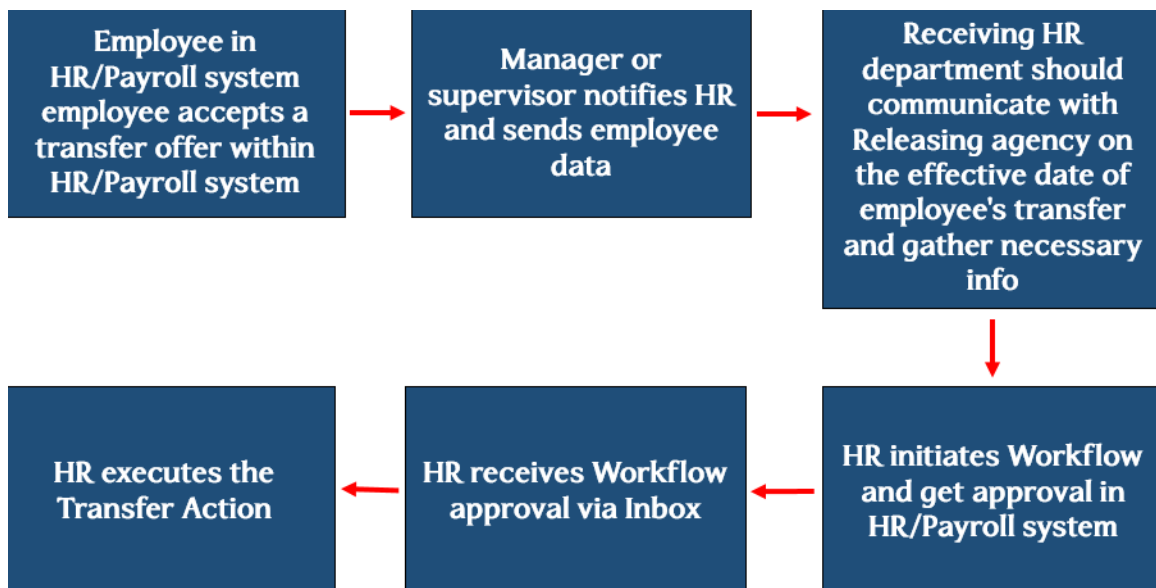 Employee in
HR/Payroll system
employee accepts a
transfer offer within
HR/Payroll system
Manager or
supervisor notifies HR
and sends employee
data
Receiving HR
department should
communicate with
Releasing agency on
the effective date of
employee's transfer
and gather necessary
info
HR initiates Workflow
and get approval in
HR/Payroll system
HR receives Workflow
approval via Inbox
HR executes the
Transfer Action